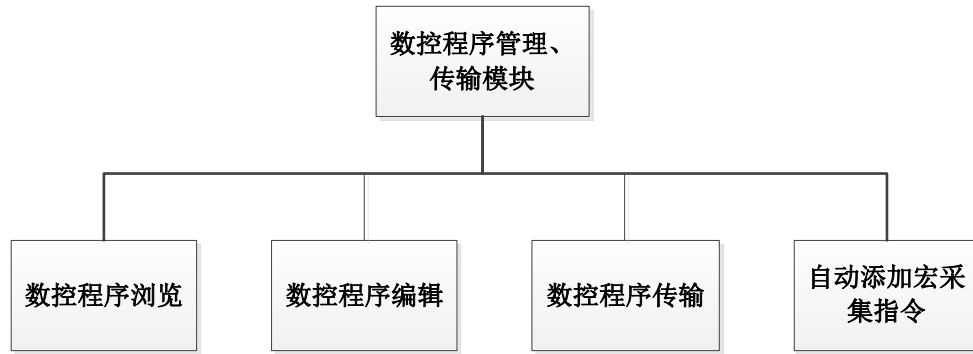 数控程序管理、
传输模块
数控程序浏览
数控程序编辑
数控程序传输
自动添加宏采
集指令